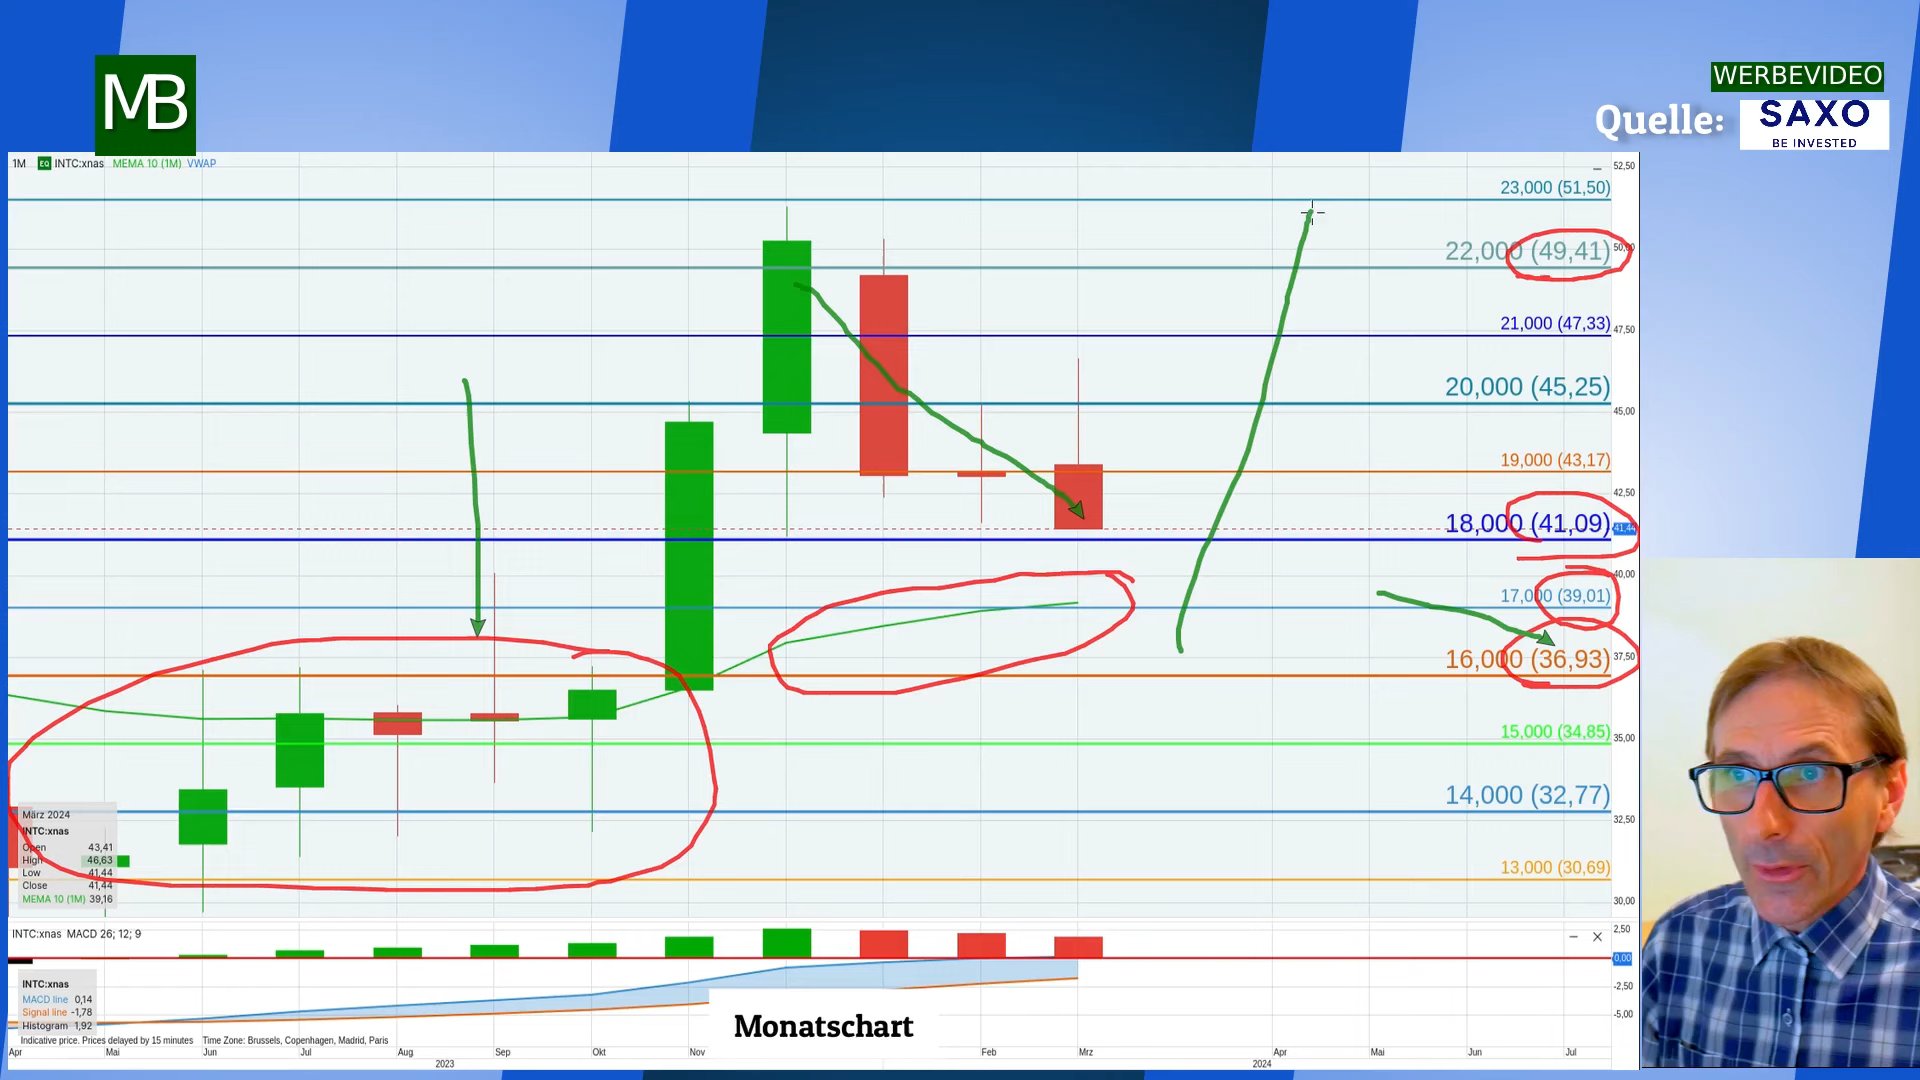 MB
WERBEVIDEO
Quelle:
SAXO
BE INVESTED
1M EQ INTC:xnas MEMA 10 (1M) VWAP
52,50
23,000 (51,50)
22,000 (49,41)
21,000 (47,33)
47,50
20,000 (45,25)
45,00
19,000 (43,17)
42,50
18,000 (41,09)
41,44
40,00
17,000 (39,01)
37,50
16,000 (36,93)
15,000 (34,85)
35,00
14,000 (32,77)
32,50
13,000 (30,69)
30,00
März 2024
INTC:xnas
Open 43,41
High 46,63
Low 41,44
Close 41,44
MEMA 10 (1M) 39,16
INTC:xnas MACD 26; 12; 9
2,50
0,00
-2,50
-5,00
INTC:xnas
MACD line 0,14
Signal line -1,78
Histogram 1,92
Monatschart
Indicative price. Prices delayed by 15 minutes Time Zone: Brussels, Copenhagen, Madrid, Paris
Apr Mai Jun Jul Aug Sep Okt Nov Feb Mrz Apr Mai Jun Jul
2023 2024